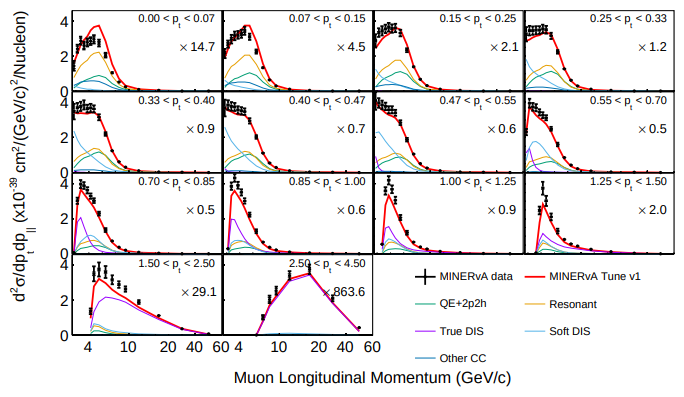 0.00 < pt < 0.07
0.07 < pt < 0.15
0.15 < pt < 0.25
0.25 < pt < 0.33
× 14.7
× 4.5
× 2.1
× 1.2
4
2
0
0.33 < pt < 0.40
0.40 < pt < 0.47
0.47 < pt < 0.55
0.55 < pt < 0.70
× 0.9
× 0.7
× 0.6
× 0.5
4
2
0
0.70 < pt < 0.85
0.85 < pt < 1.00
1.00 < pt < 1.25
1.25 < pt < 1.50
× 0.5
× 0.6
× 0.9
× 2.0
4
2
0
1.50 < pt < 2.50
2.50 < pt < 4.50
× 29.1
×863.6
4
2
0
4 10 20 40 60
4 10 20 40 60
d²σ/dptdp|| (x10⁻³⁹ cm²/(GeV/c)²/Nucleon)
Muon Longitudinal Momentum (GeV/c)
MINERvA data
MINERvA Tune v1
QE+2p2h
Resonant
True DIS
Soft DIS
Other CC